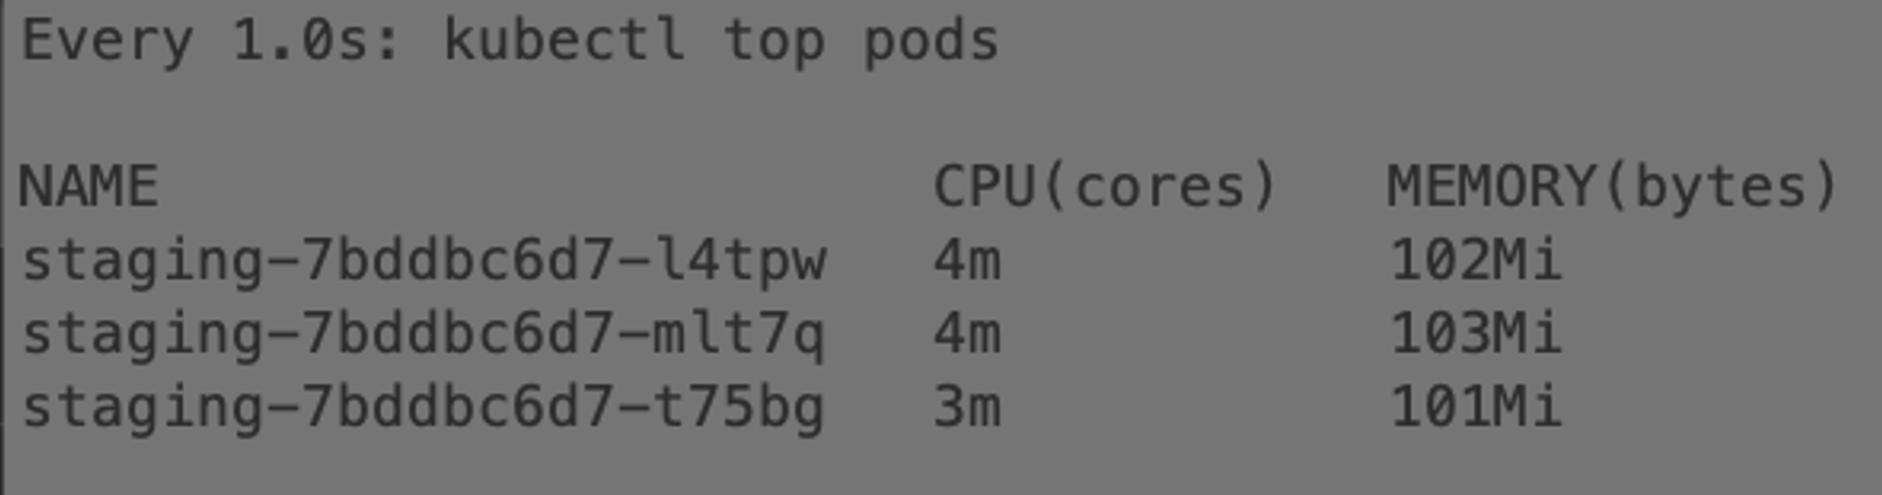 Every 1.0s: kubectl top pods
NAME CPU(cores) MEMORY(bytes)
staging-7bddbc6d7-l4tpw 4m 102Mi
staging-7bddbc6d7-mlt7q 4m 103Mi
staging-7bddbc6d7-t75bg 3m 101Mi